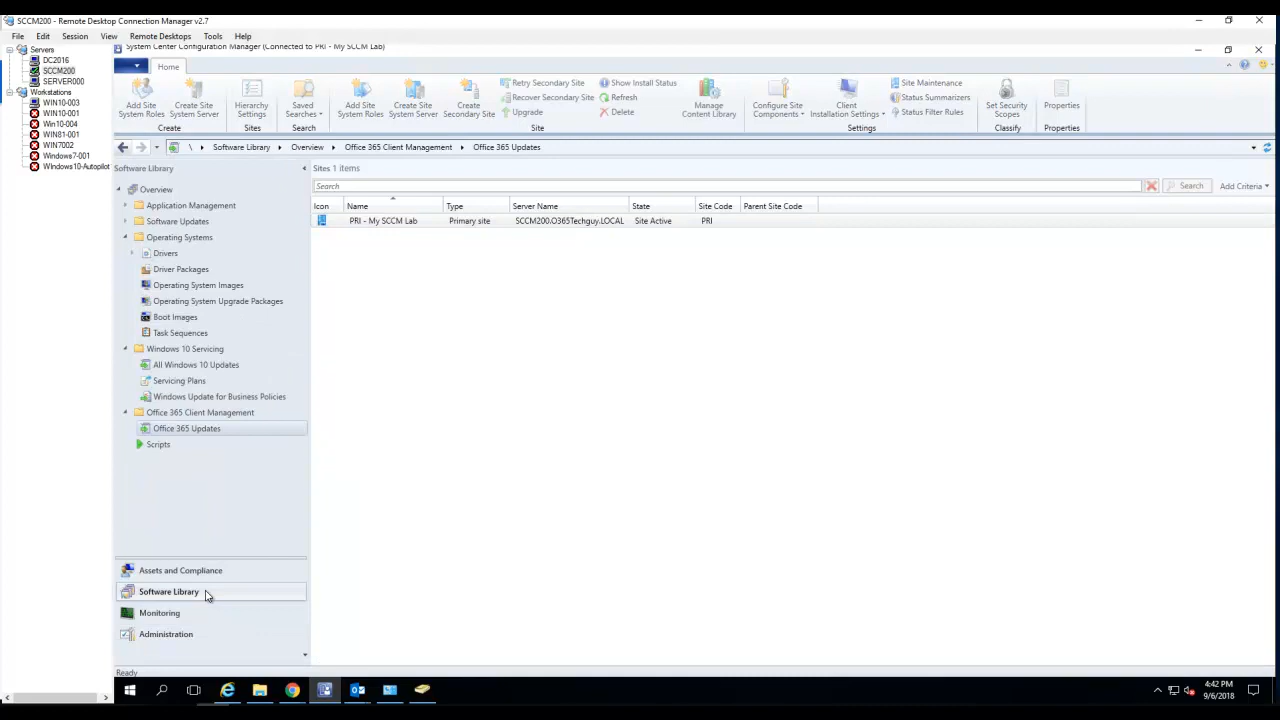 SCCM200 - Remote Desktop Connection Manager v2.7
File Edit Session View Remote Desktops Tools Help
Servers
DC2016
SCCM200
SERVER000
Workstations
WIN10-003
WIN10-001
Win10-004
WIN81-001
WIN7002
Windows7-001
Windows10-Autopilot
System Center Configuration Manager (Connected to PRI - My SCCM Lab)
Home
Add Site System Roles
Create Site System Server
Create
Hierarchy Settings
Sites
Saved Searches
Search
Add Site System Roles
Create Site System Server
Create Secondary Site
Retry Secondary Site
Recover Secondary Site
Upgrade
Show Install Status
Refresh
Delete
Site
Manage Content Library
Configure Site Components
Client Installation Settings
Site Maintenance
Status Summarizers
Status Filter Rules
Settings
Set Security Scopes
Classify
Properties
Properties
\ Software Library Overview Office 365 Client Management Office 365 Updates
Software Library
Overview
Application Management
Software Updates
Operating Systems
Drivers
Driver Packages
Operating System Images
Operating System Upgrade Packages
Boot Images
Task Sequences
Windows 10 Servicing
All Windows 10 Updates
Servicing Plans
Windows Update for Business Policies
Office 365 Client Management
Office 365 Updates
Scripts
Assets and Compliance
Software Library
Monitoring
Administration
Sites 1 items
Search Search Add Criteria
Icon Name Type Server Name State Site Code Parent Site Code
PRI - My SCCM Lab Primary site SCCM200.O365Techguy.LOCAL Site Active PRI
Ready
4:42 PM
9/6/2018